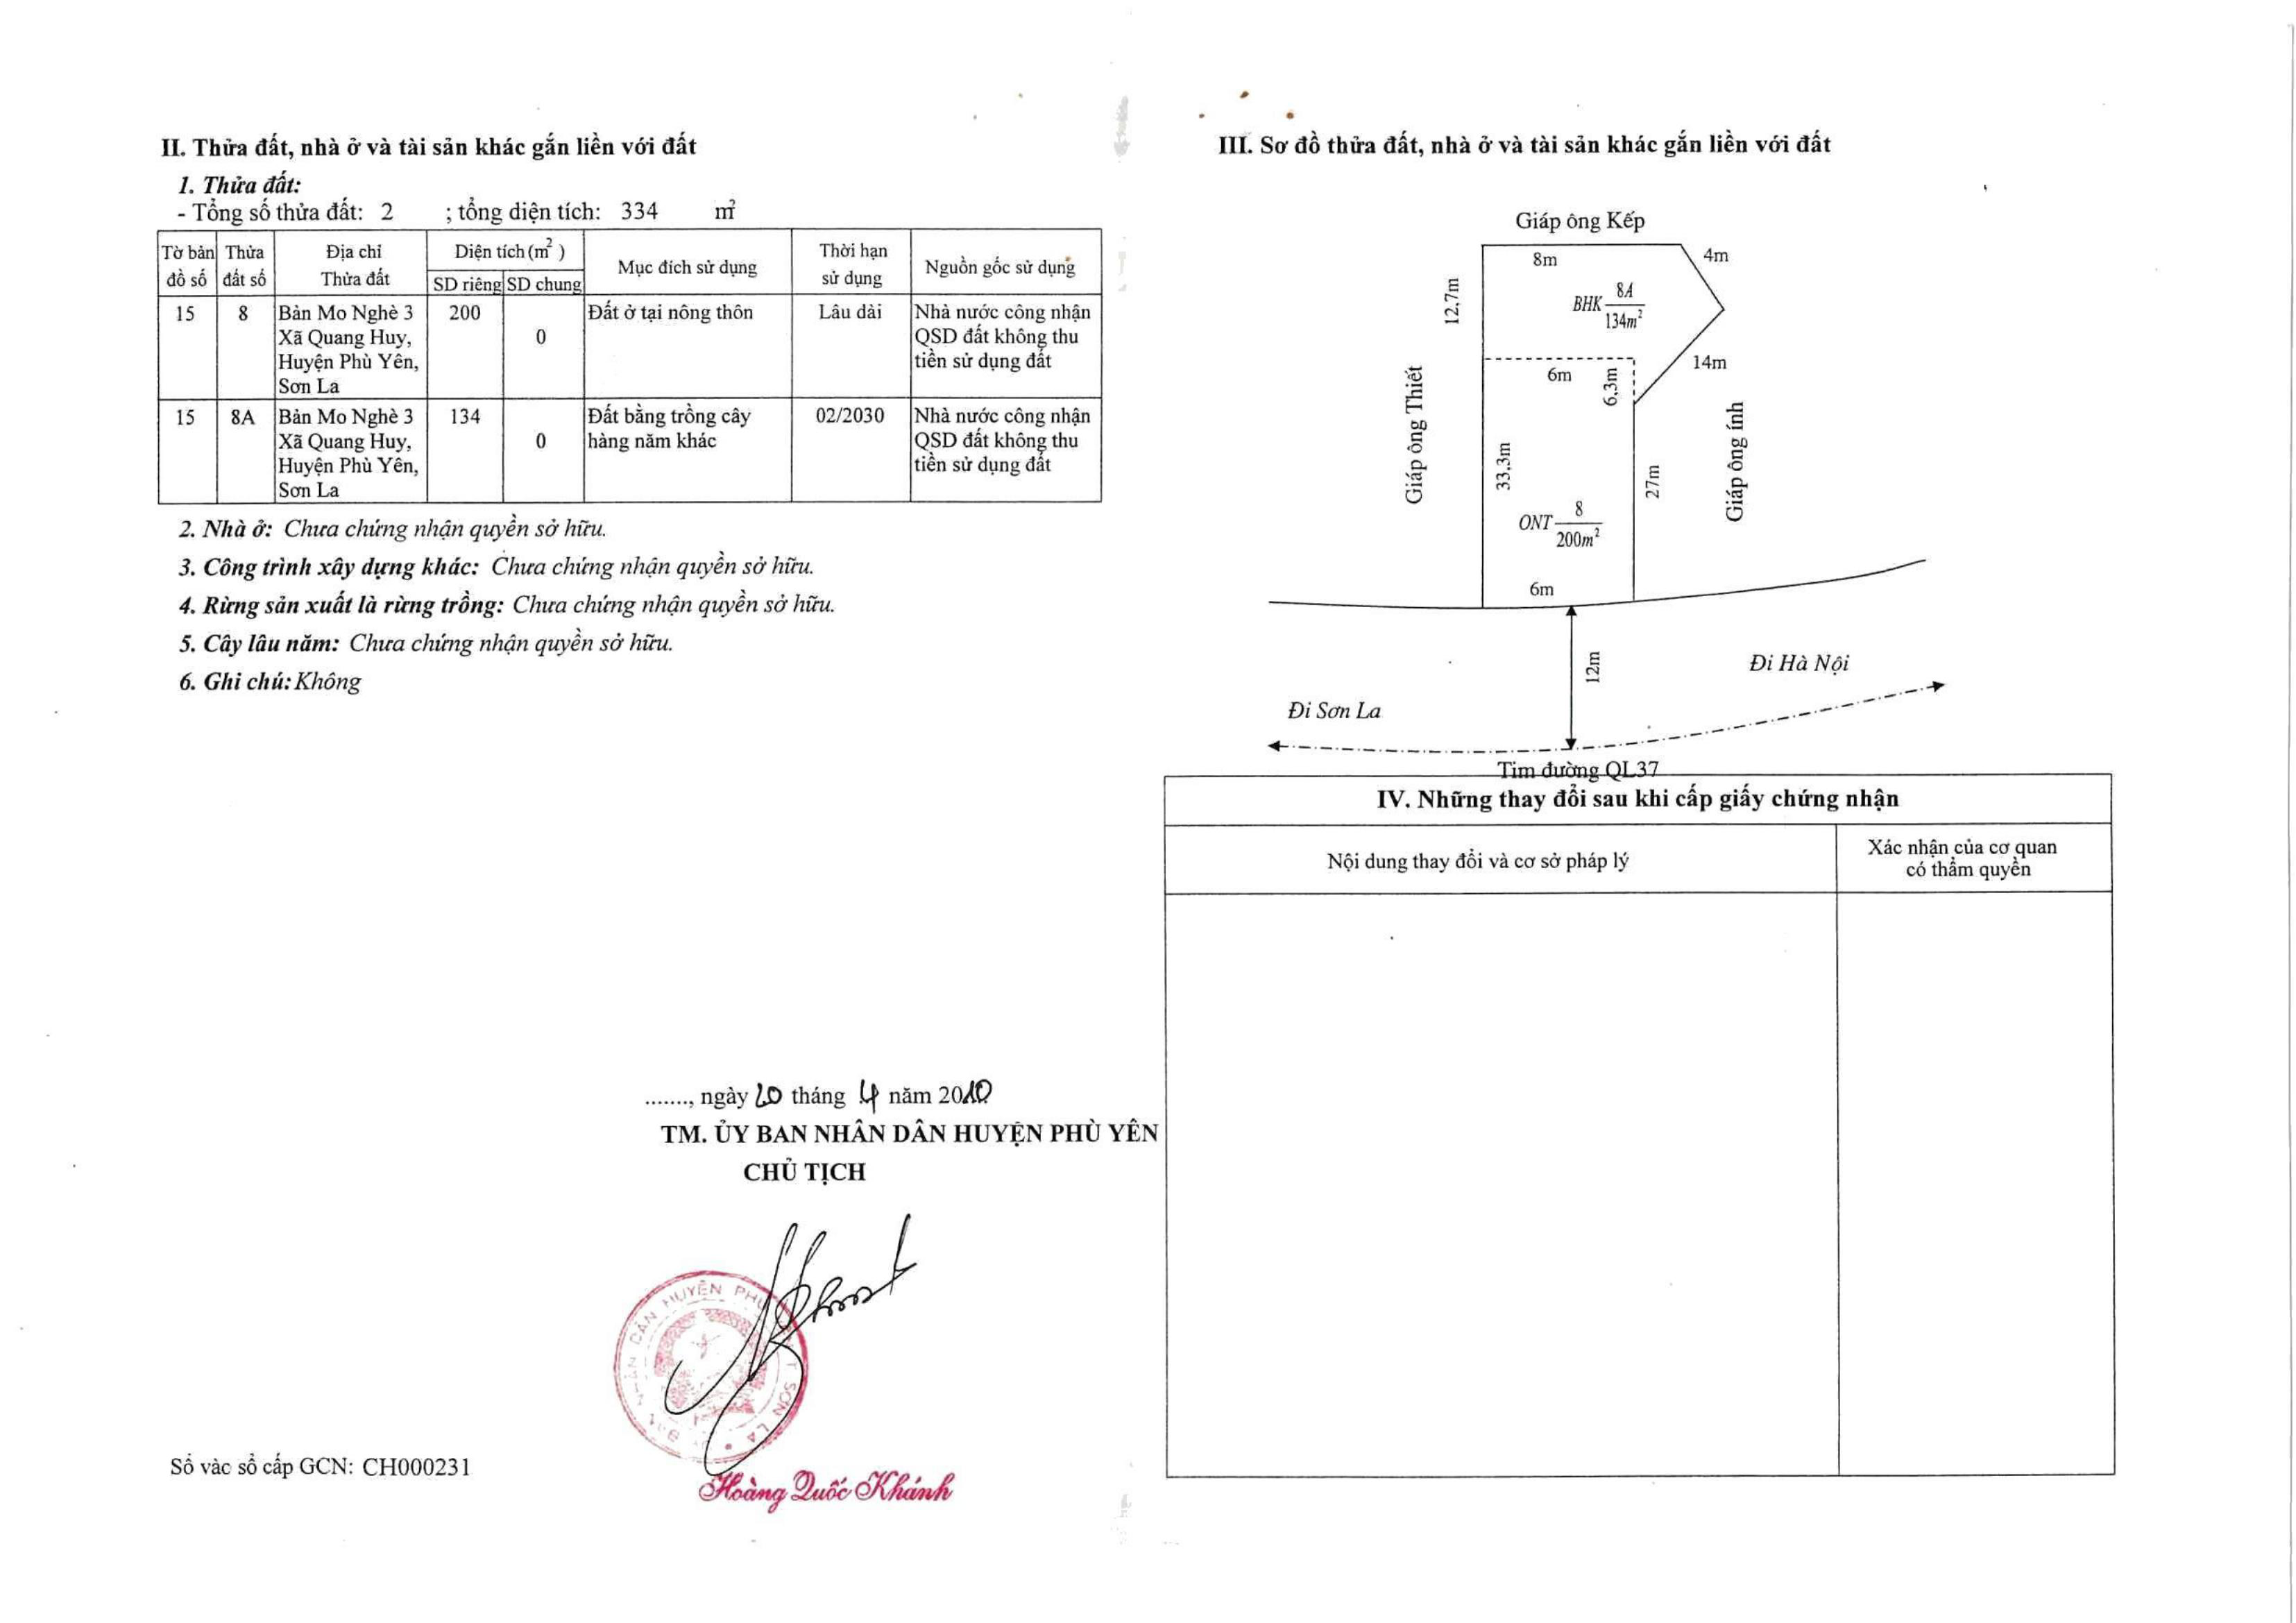 II. Thửa đất, nhà ở và tài sản khác gắn liền với đất
1. Thửa đất:
- Tổng số thửa đất: 2 ; tổng diện tích: 334 m²
Tờ bản đồ số
Thửa đất số
Địa chỉ Thửa đất
Diện tích (m²)
SD riêng
SD chung
Mục đích sử dụng
Thời hạn sử dụng
Nguồn gốc sử dụng
15 8 Bản Mo Nghè 3 200 Đất ở tại nông thôn Lâu dài Nhà nước công nhận
Xã Quang Huy, 0 QSD đất không thu
Huyện Phù Yên, tiền sử dụng đất
Sơn La
15 8A Bản Mo Nghè 3 134 Đất bằng trồng cây 02/2030 Nhà nước công nhận
Xã Quang Huy, 0 hàng năm khác QSD đất không thu
Huyện Phù Yên, tiền sử dụng đất
Sơn La
2. Nhà ở: Chưa chứng nhận quyền sở hữu.
3. Công trình xây dựng khác: Chưa chứng nhận quyền sở hữu.
4. Rừng sản xuất là rừng trồng: Chưa chứng nhận quyền sở hữu.
5. Cây lâu năm: Chưa chứng nhận quyền sở hữu.
6. Ghi chú: Không
......., ngày 20 tháng 4 năm 2010
TM. ỦY BAN NHÂN DÂN HUYỆN PHÙ YÊN
CHỦ TỊCH
Hoàng Quốc Khánh
Số vào sổ cấp GCN: CH000231
III. Sơ đồ thửa đất, nhà ở và tài sản khác gắn liền với đất
Giáp ông Kếp
8m
4m
12,7m
BHK 8A
134m²
14m
6m
6,3m
Giáp ông Thiết
33,3m
27m
Giáp ông ính
ONT 8
200m²
6m
12m
Đi Hà Nội
Đi Sơn La
Tim đường QL37
IV. Những thay đổi sau khi cấp giấy chứng nhận
Nội dung thay đổi và cơ sở pháp lý
Xác nhận của cơ quan
có thẩm quyền